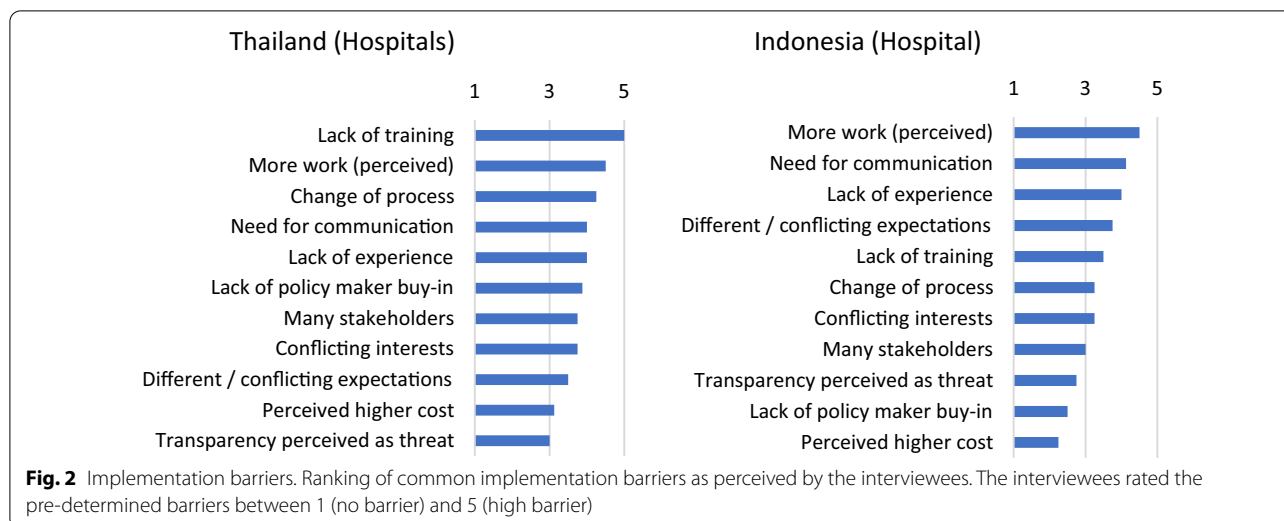 Thailand (Hospitals)
1 3 5
Lack of training
More work (perceived)
Change of process
Need for communication
Lack of experience
Lack of policy maker buy-in
Many stakeholders
Conflicting interests
Different / conflicting expectations
Perceived higher cost
Transparency perceived as threat
Indonesia (Hospital)
1 3 5
More work (perceived)
Need for communication
Lack of experience
Different / conflicting expectations
Lack of training
Change of process
Conflicting interests
Many stakeholders
Transparency perceived as threat
Lack of policy maker buy-in
Perceived higher cost
Fig. 2 Implementation barriers. Ranking of common implementation barriers as perceived by the interviewees. The interviewees rated the
pre-determined barriers between 1 (no barrier) and 5 (high barrier)